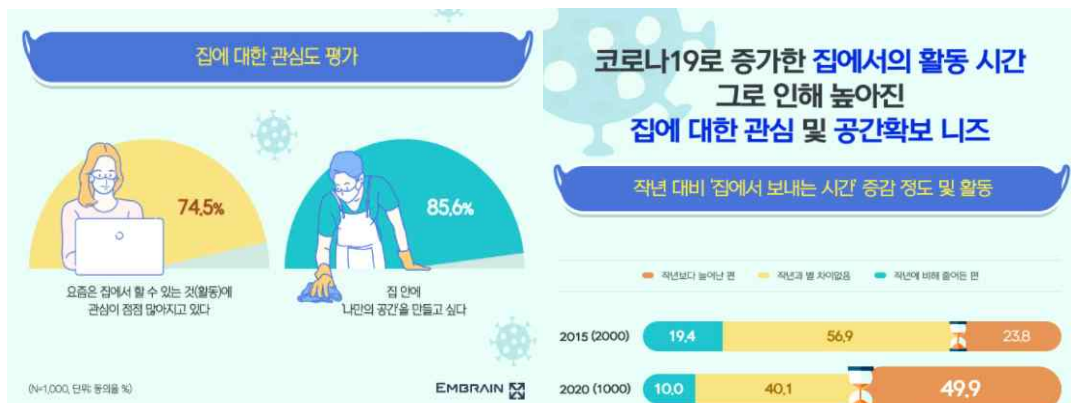 집에 대한 관심도 평가
74.5%
85.6%
요즘은 집에서 할 수 있는 것(활동)에
관심이 점점 많아지고 있다
집 안에
'나만의 공간'을 만들고 싶다
(N=1,000, 단위: 동의율 %)
EMBRAIN
코로나19로 증가한 집에서의 활동 시간
그로 인해 높아진
집에 대한 관심 및 공간확보 니즈
작년 대비 '집에서 보내는 시간' 증감 정도 및 활동
작년보다 늘어난 편
작년과 별 차이없음
작년에 비해 줄어든 편
2015 (2000) 19.4 56.9 23.8
2020 (1000) 10.0 40.1 49.9